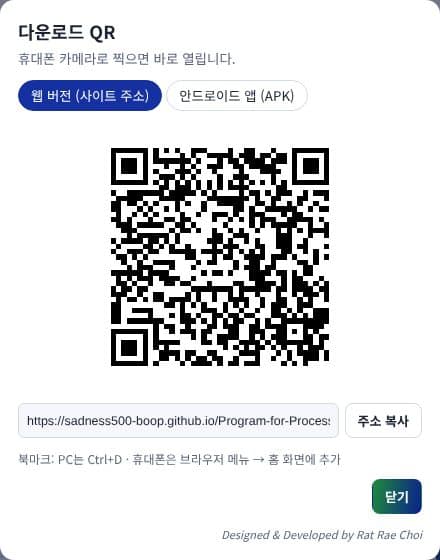 다운로드 QR
휴대폰 카메라로 찍으면 바로 열립니다.
웹 버전 (사이트 주소) 안드로이드 앱 (APK)
https://sadness500-boop.github.io/Program-for-Process 주소 복사
북마크: PC는 Ctrl+D · 휴대폰은 브라우저 메뉴 → 홈 화면에 추가
닫기
Designed & Developed by Rat Rae Choi